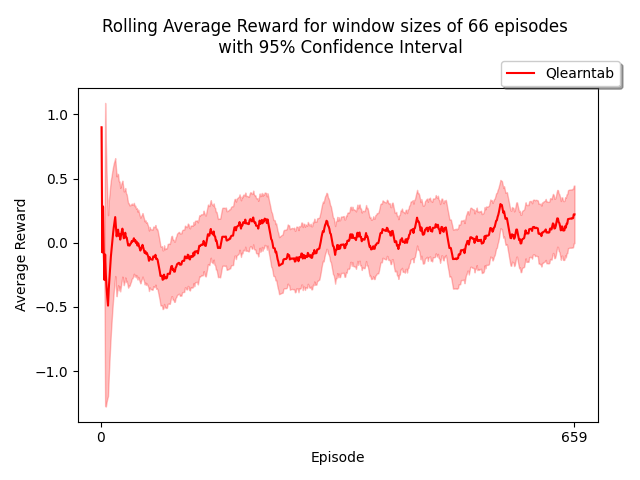 Rolling Average Reward for window sizes of 66 episodes
with 95% Confidence Interval
Qlearntab
1.0
0.5
0.0
−0.5
−1.0
Average Reward
0
659
Episode